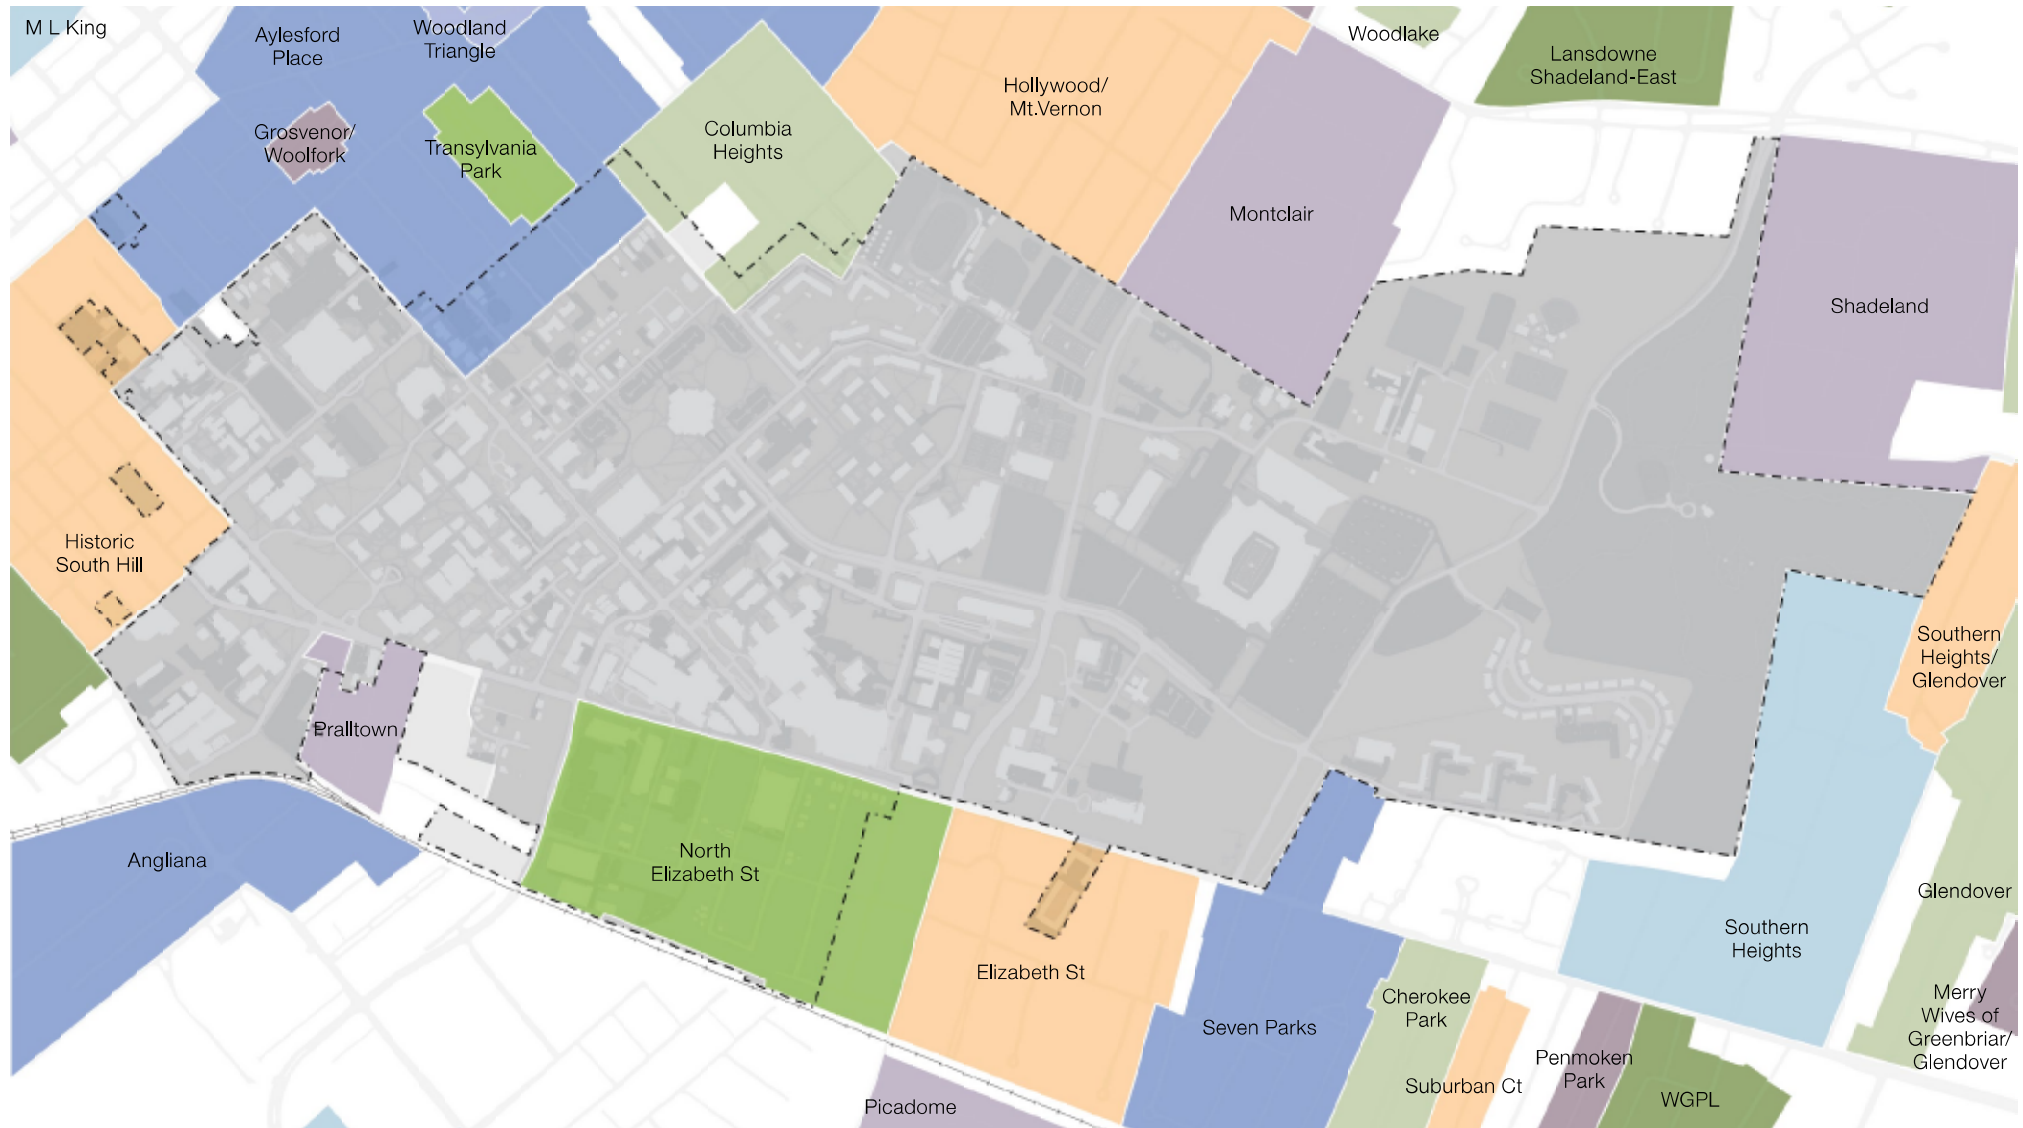 M L King
Aylesford
Place
Woodland
Triangle
Woodlake
Lansdowne
Shadeland-East
Hollywood/
Mt.Vernon
Grosvenor/
Woolfork
Transylvania
Park
Columbia
Heights
Montclair
Shadeland
Historic
South Hill
Southern
Heights/
Glendover
Pralltown
Angliana
North
Elizabeth St
Glendover
Southern
Heights
Elizabeth St
Cherokee
Park
Merry
Wives of
Greenbriar/
Glendover
Seven Parks
Penmoken
Park
Suburban Ct
WGPL
Picadome